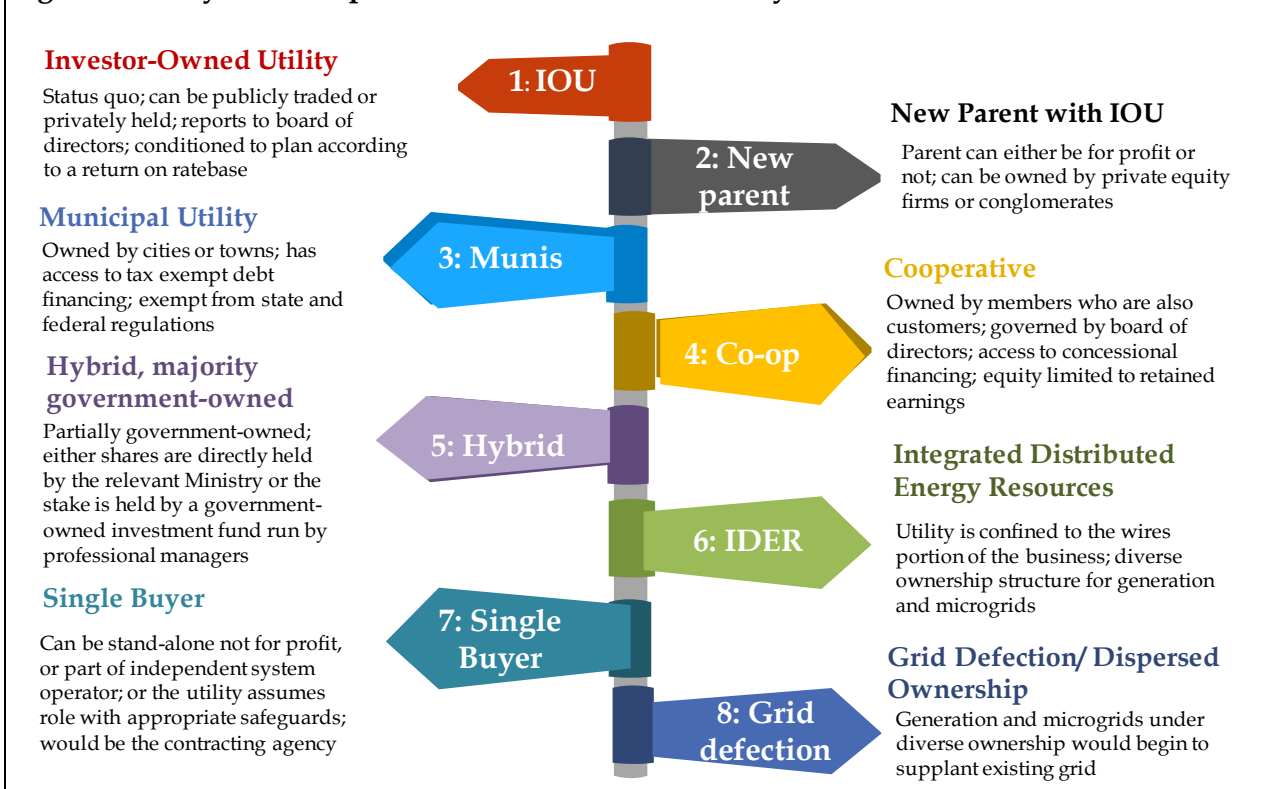 Investor-Owned Utility
Status quo; can be publicly traded or
privately held; reports to board of
directors; conditioned to plan according
to a return on ratebase
1: IOU
New Parent with IOU
Parent can either be for profit or
not; can be owned by private equity
firms or conglomerates
2: New
parent
Municipal Utility
Owned by cities or towns; has
access to tax exempt debt
financing; exempt from state and
federal regulations
3: Munis
Cooperative
Owned by members who are also
customers; governed by board of
directors; access to concessional
financing; equity limited to retained
earnings
4: Co-op
Hybrid, majority
government-owned
Partially government-owned;
either shares are directly held
by the relevant Ministry or the
stake is held by a government-
owned investment fund run by
professional managers
5: Hybrid
Integrated Distributed
Energy Resources
Utility is confined to the wires
portion of the business; diverse
ownership structure for generation
and microgrids
6: IDER
Single Buyer
Can be stand-alone not for profit,
or part of independent system
operator; or the utility assumes
role with appropriate safeguards;
would be the contracting agency
7: Single
Buyer
Grid Defection/ Dispersed
Ownership
Generation and microgrids under
diverse ownership would begin to
supplant existing grid
8: Grid
defection